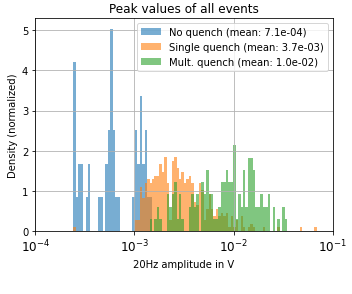 Peak values of all events
No quench (mean: 7.1e-04)
Single quench (mean: 3.7e-03)
Mult. quench (mean: 1.0e-02)
Density (normalized)
5
4
3
2
1
0
10⁻⁴ 10⁻³ 10⁻² 10⁻¹
20Hz amplitude in V